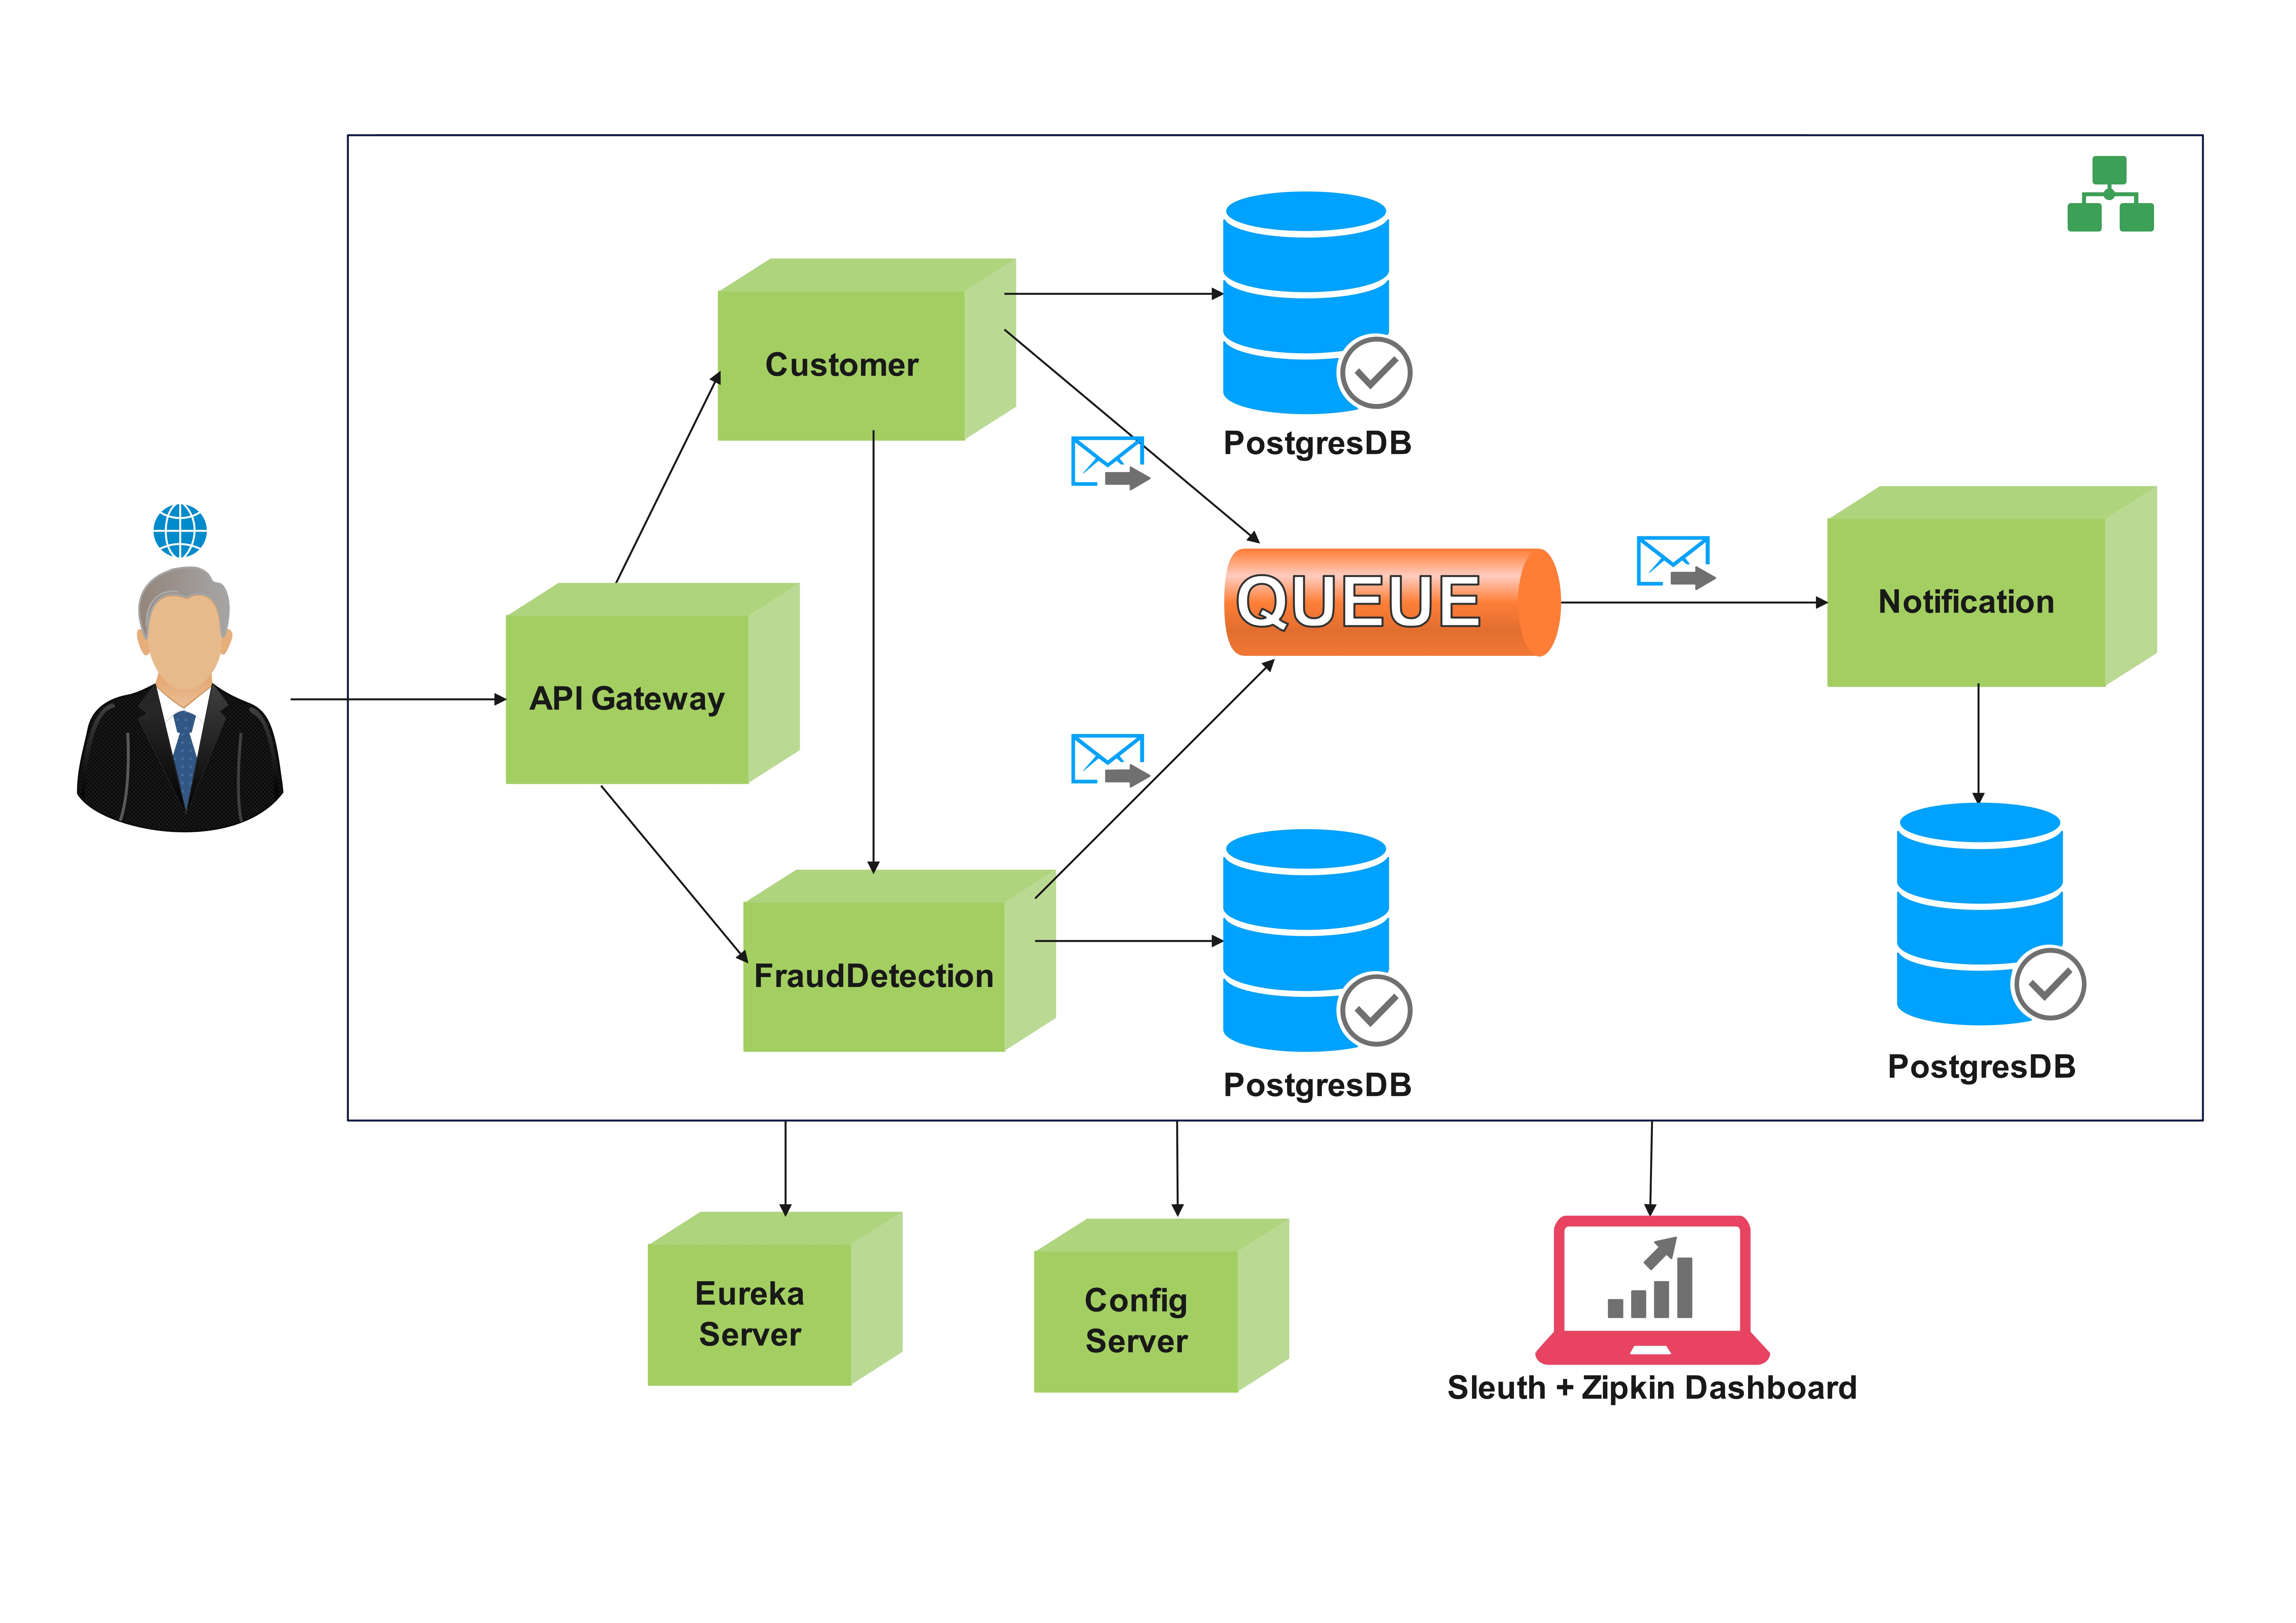 Customer
PostgresDB
QUEUE
Notification
API Gateway
FraudDetection
PostgresDB
PostgresDB
Eureka
Server
Config
Server
Sleuth + Zipkin Dashboard